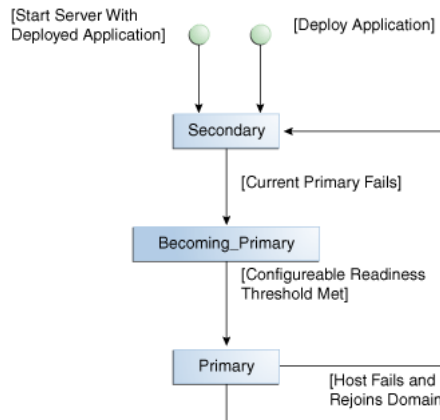 [Start Server With
Deployed Application]
[Deploy Application]
Secondary
[Current Primary Fails]
Becoming_Primary
[Configureable Readiness
Threshold Met]
Primary
[Host Fails and
Rejoins Domain